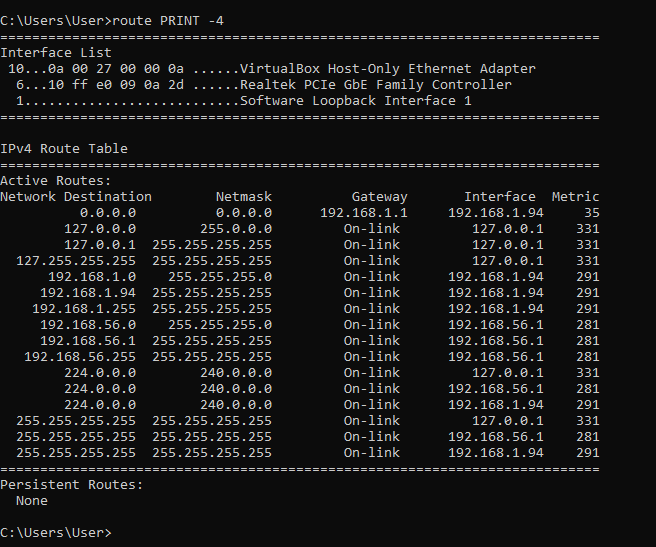 C:\Users\User>route PRINT -4
===========================================================================
Interface List
 10...0a 00 27 00 00 0a ......VirtualBox Host-Only Ethernet Adapter
  6...10 ff e0 09 0a 2d ......Realtek PCIe GbE Family Controller
  1...........................Software Loopback Interface 1
===========================================================================

IPv4 Route Table
===========================================================================
Active Routes:
Network Destination        Netmask          Gateway       Interface  Metric
          0.0.0.0          0.0.0.0      192.168.1.1     192.168.1.94     35
        127.0.0.0        255.0.0.0         On-link         127.0.0.1    331
        127.0.0.1  255.255.255.255         On-link         127.0.0.1    331
  127.255.255.255  255.255.255.255         On-link         127.0.0.1    331
      192.168.1.0    255.255.255.0         On-link      192.168.1.94    291
     192.168.1.94  255.255.255.255         On-link      192.168.1.94    291
    192.168.1.255  255.255.255.255         On-link      192.168.1.94    291
     192.168.56.0    255.255.255.0         On-link      192.168.56.1    281
     192.168.56.1  255.255.255.255         On-link      192.168.56.1    281
   192.168.56.255  255.255.255.255         On-link      192.168.56.1    281
        224.0.0.0        240.0.0.0         On-link         127.0.0.1    331
        224.0.0.0        240.0.0.0         On-link      192.168.56.1    281
        224.0.0.0        240.0.0.0         On-link      192.168.1.94    291
  255.255.255.255  255.255.255.255         On-link         127.0.0.1    331
  255.255.255.255  255.255.255.255         On-link      192.168.56.1    281
  255.255.255.255  255.255.255.255         On-link      192.168.1.94    291
===========================================================================
Persistent Routes:
  None

C:\Users\User>